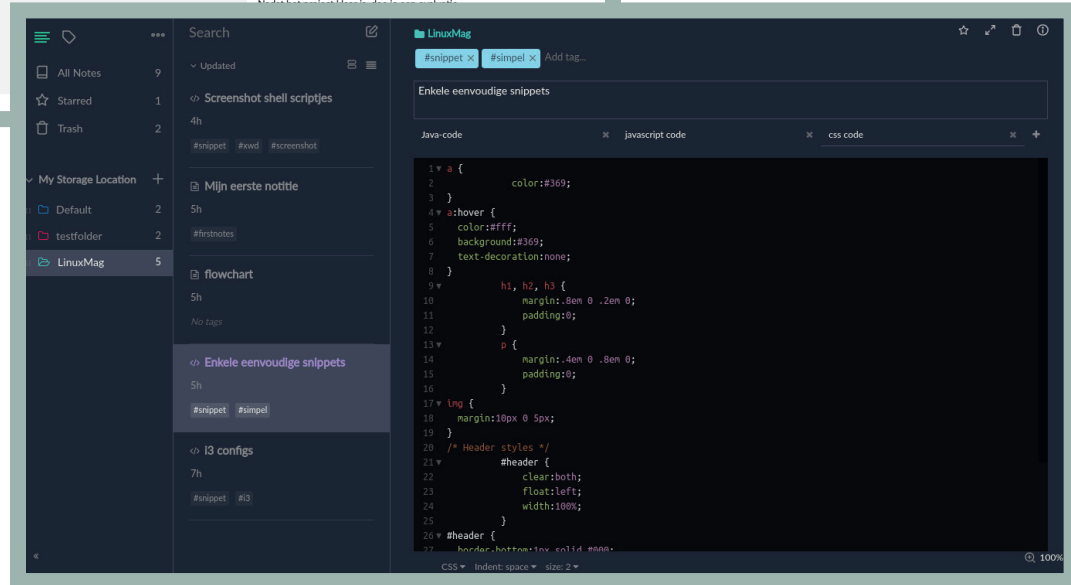 All Notes 9
Starred 1
Trash 2
My Storage Location
Default 2
testfolder 2
LinuxMag 5
Search
Updated
Screenshot shell scriptjes
4h
#snippet #xwd #screenshot
Mijn eerste notitie
5h
#firstnotes
flowchart
5h
No tags
Enkele eenvoudige snippets
5h
#snippet #simpel
i3 configs
7h
#snippet #i3
LinuxMag
#snippet × #simpel × Add tag...
Enkele eenvoudige snippets
Java-code × javascript code × css code × +
1 a {
2 color:#369;
3 }
4 a:hover {
5 color:#fff;
6 background:#369;
7 text-decoration:none;
8 }
9 h1, h2, h3 {
10 margin:.8em 0 .2em 0;
11 padding:0;
12 }
13 p {
14 margin:.4em 0 .8em 0;
15 padding:0;
16 }
17 img {
18 margin:10px 0 5px;
19 }
20 /* Header styles */
21 #header {
22 clear:both;
23 float:left;
24 width:100%;
25 }
26 #header {
27 border-bottom:1px solid #000;
CSS Indent: space size: 2
100%